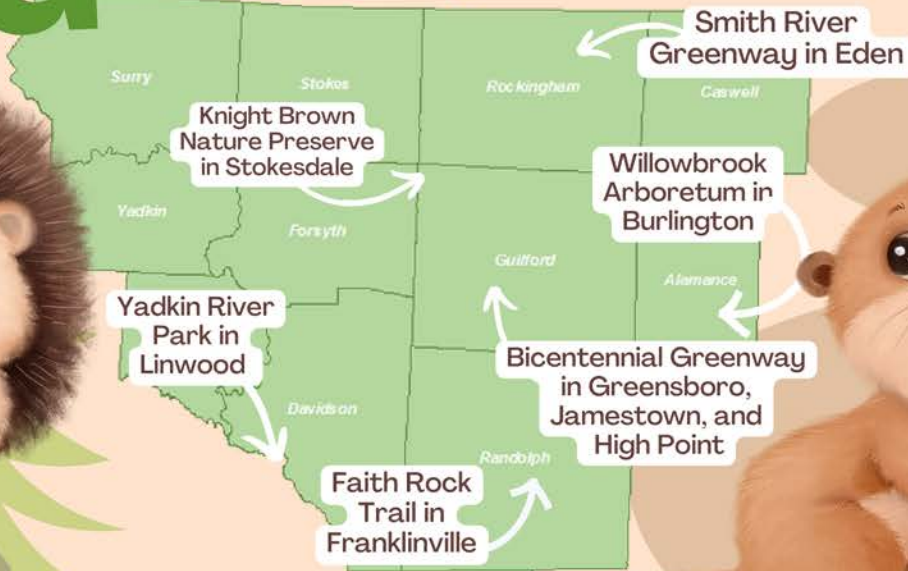 Smith River
Greenway in Eden
Surry
Stokes
Rockingham
Caswell
Knight Brown
Nature Preserve
in Stokesdale
Willowbrook
Arboretum in
Burlington
Yadkin
Forsyth
Guilford
Alamance
Yadkin River
Park in
Linwood
Bicentennial Greenway
in Greensboro,
Jamestown, and
High Point
Davidson
Randolph
Faith Rock
Trail in
Franklinville